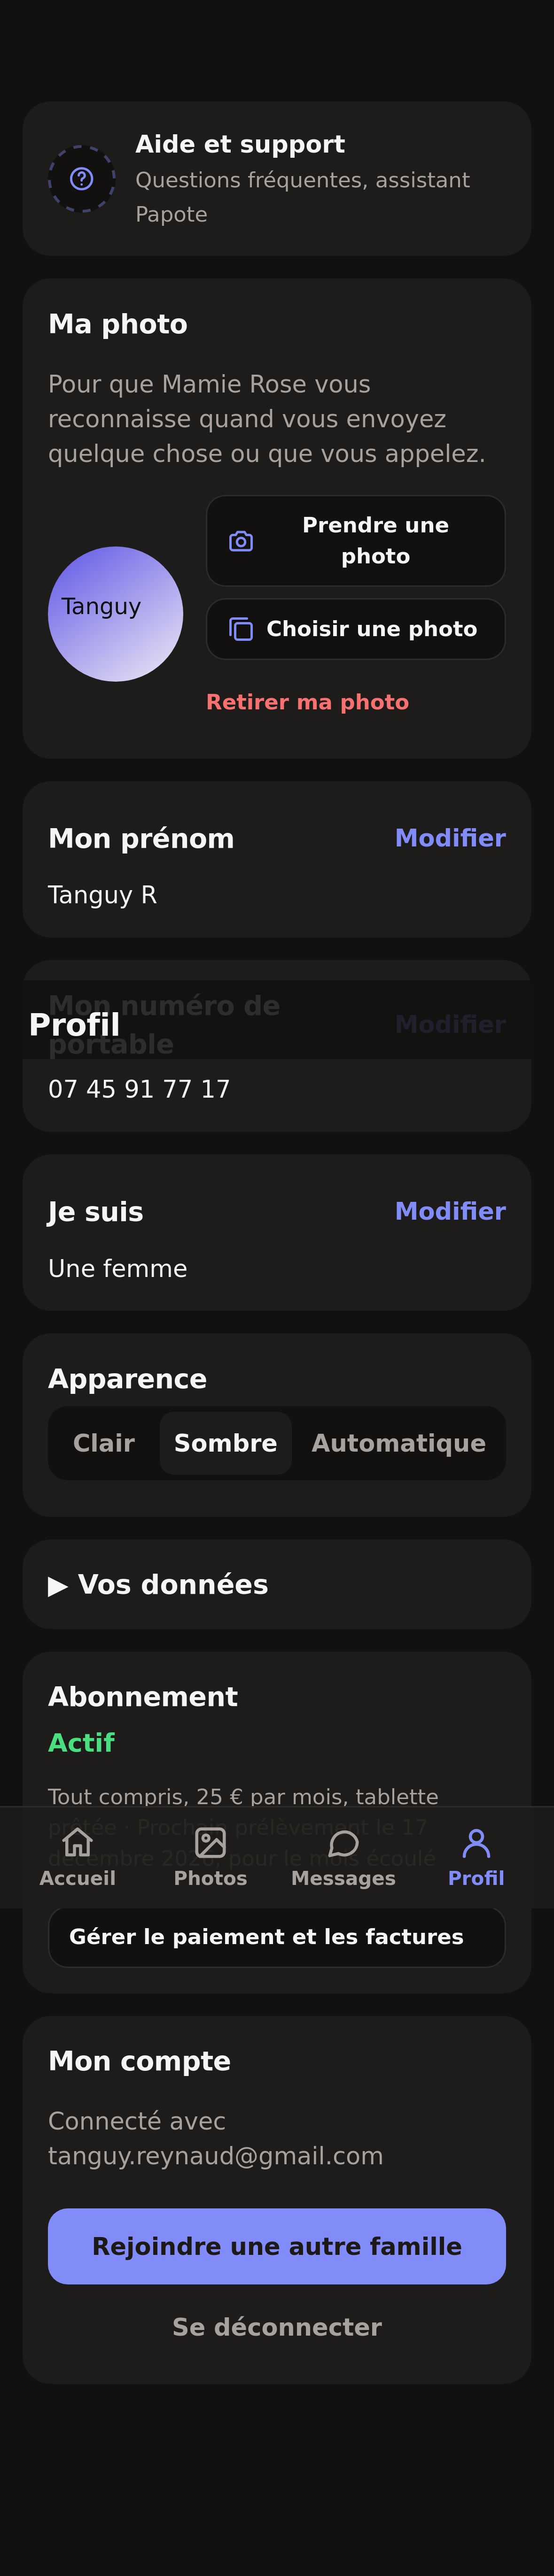 Aide et support
Questions fréquentes, assistant
Papote
Ma photo
Pour que Mamie Rose vous
reconnaisse quand vous envoyez
quelque chose ou que vous appelez.
Prendre une
photo
Tanguy
Choisir une photo
Retirer ma photo
Mon prénom
Modifier
Tanguy R
Mon numéro de
Profil
Modifier
portable
07 45 91 77 17
Je suis
Modifier
Une femme
Apparence
Clair
Sombre
Automatique
▶ Vos données
Abonnement
Actif
Tout compris, 25 € par mois, tablette
prêtée · Prochain prélèvement le 17
décembre 2026, pour le mois écoulé
Accueil
Photos
Messages
Profil
Gérer le paiement et les factures
Mon compte
Connecté avec
tanguy.reynaud@gmail.com
Rejoindre une autre famille
Se déconnecter